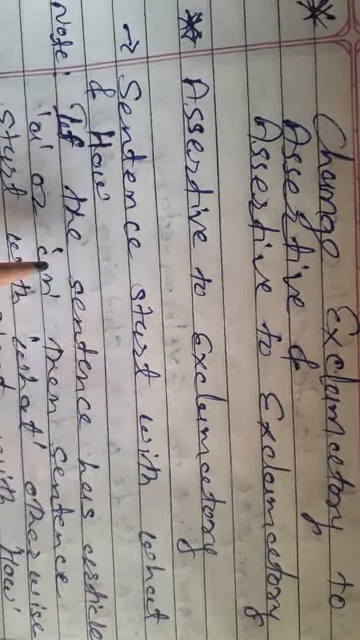 * Change Exclamatory to
Assertive &
Assertive to Exclamatory
** Assertive to Exclamatory
→ Sentence start with what
& How
Note: If the sentence has article
'a' or 'an' then sentence
start with 'what' otherwise
start with 'How'